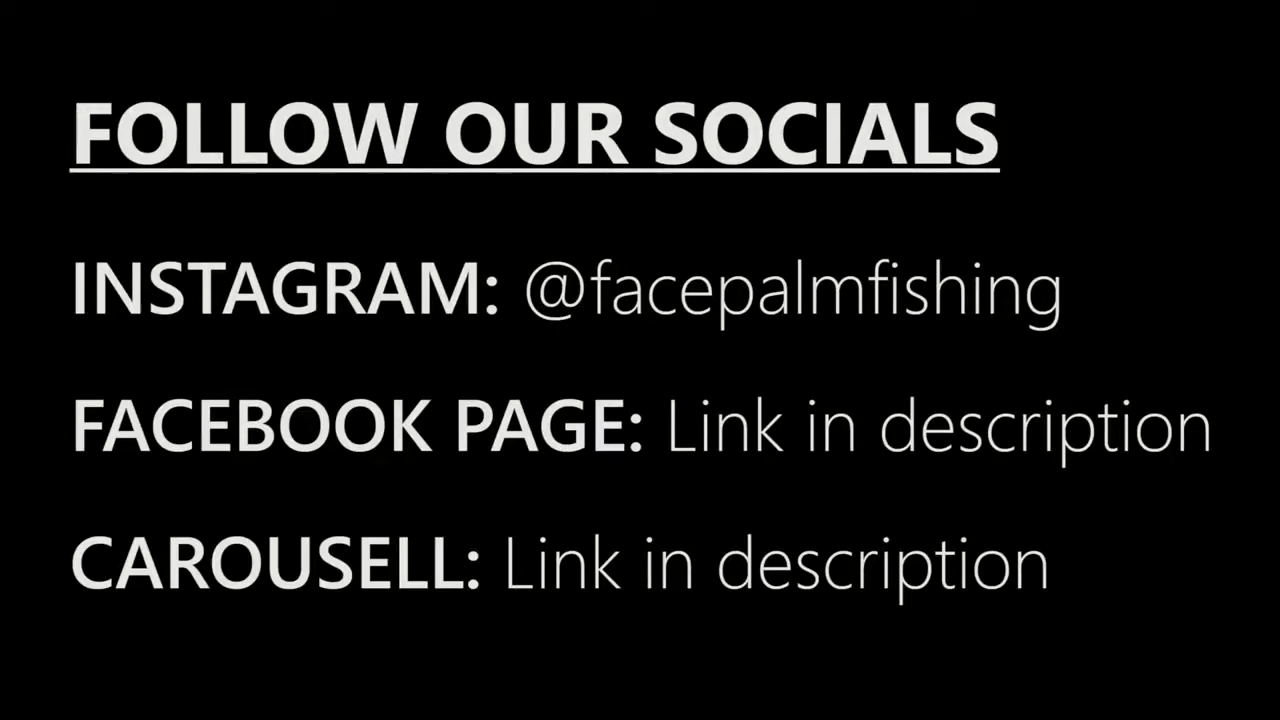 FOLLOW OUR SOCIALS
INSTAGRAM: @facepalmfishing
FACEBOOK PAGE: Link in description
CAROUSELL: Link in description